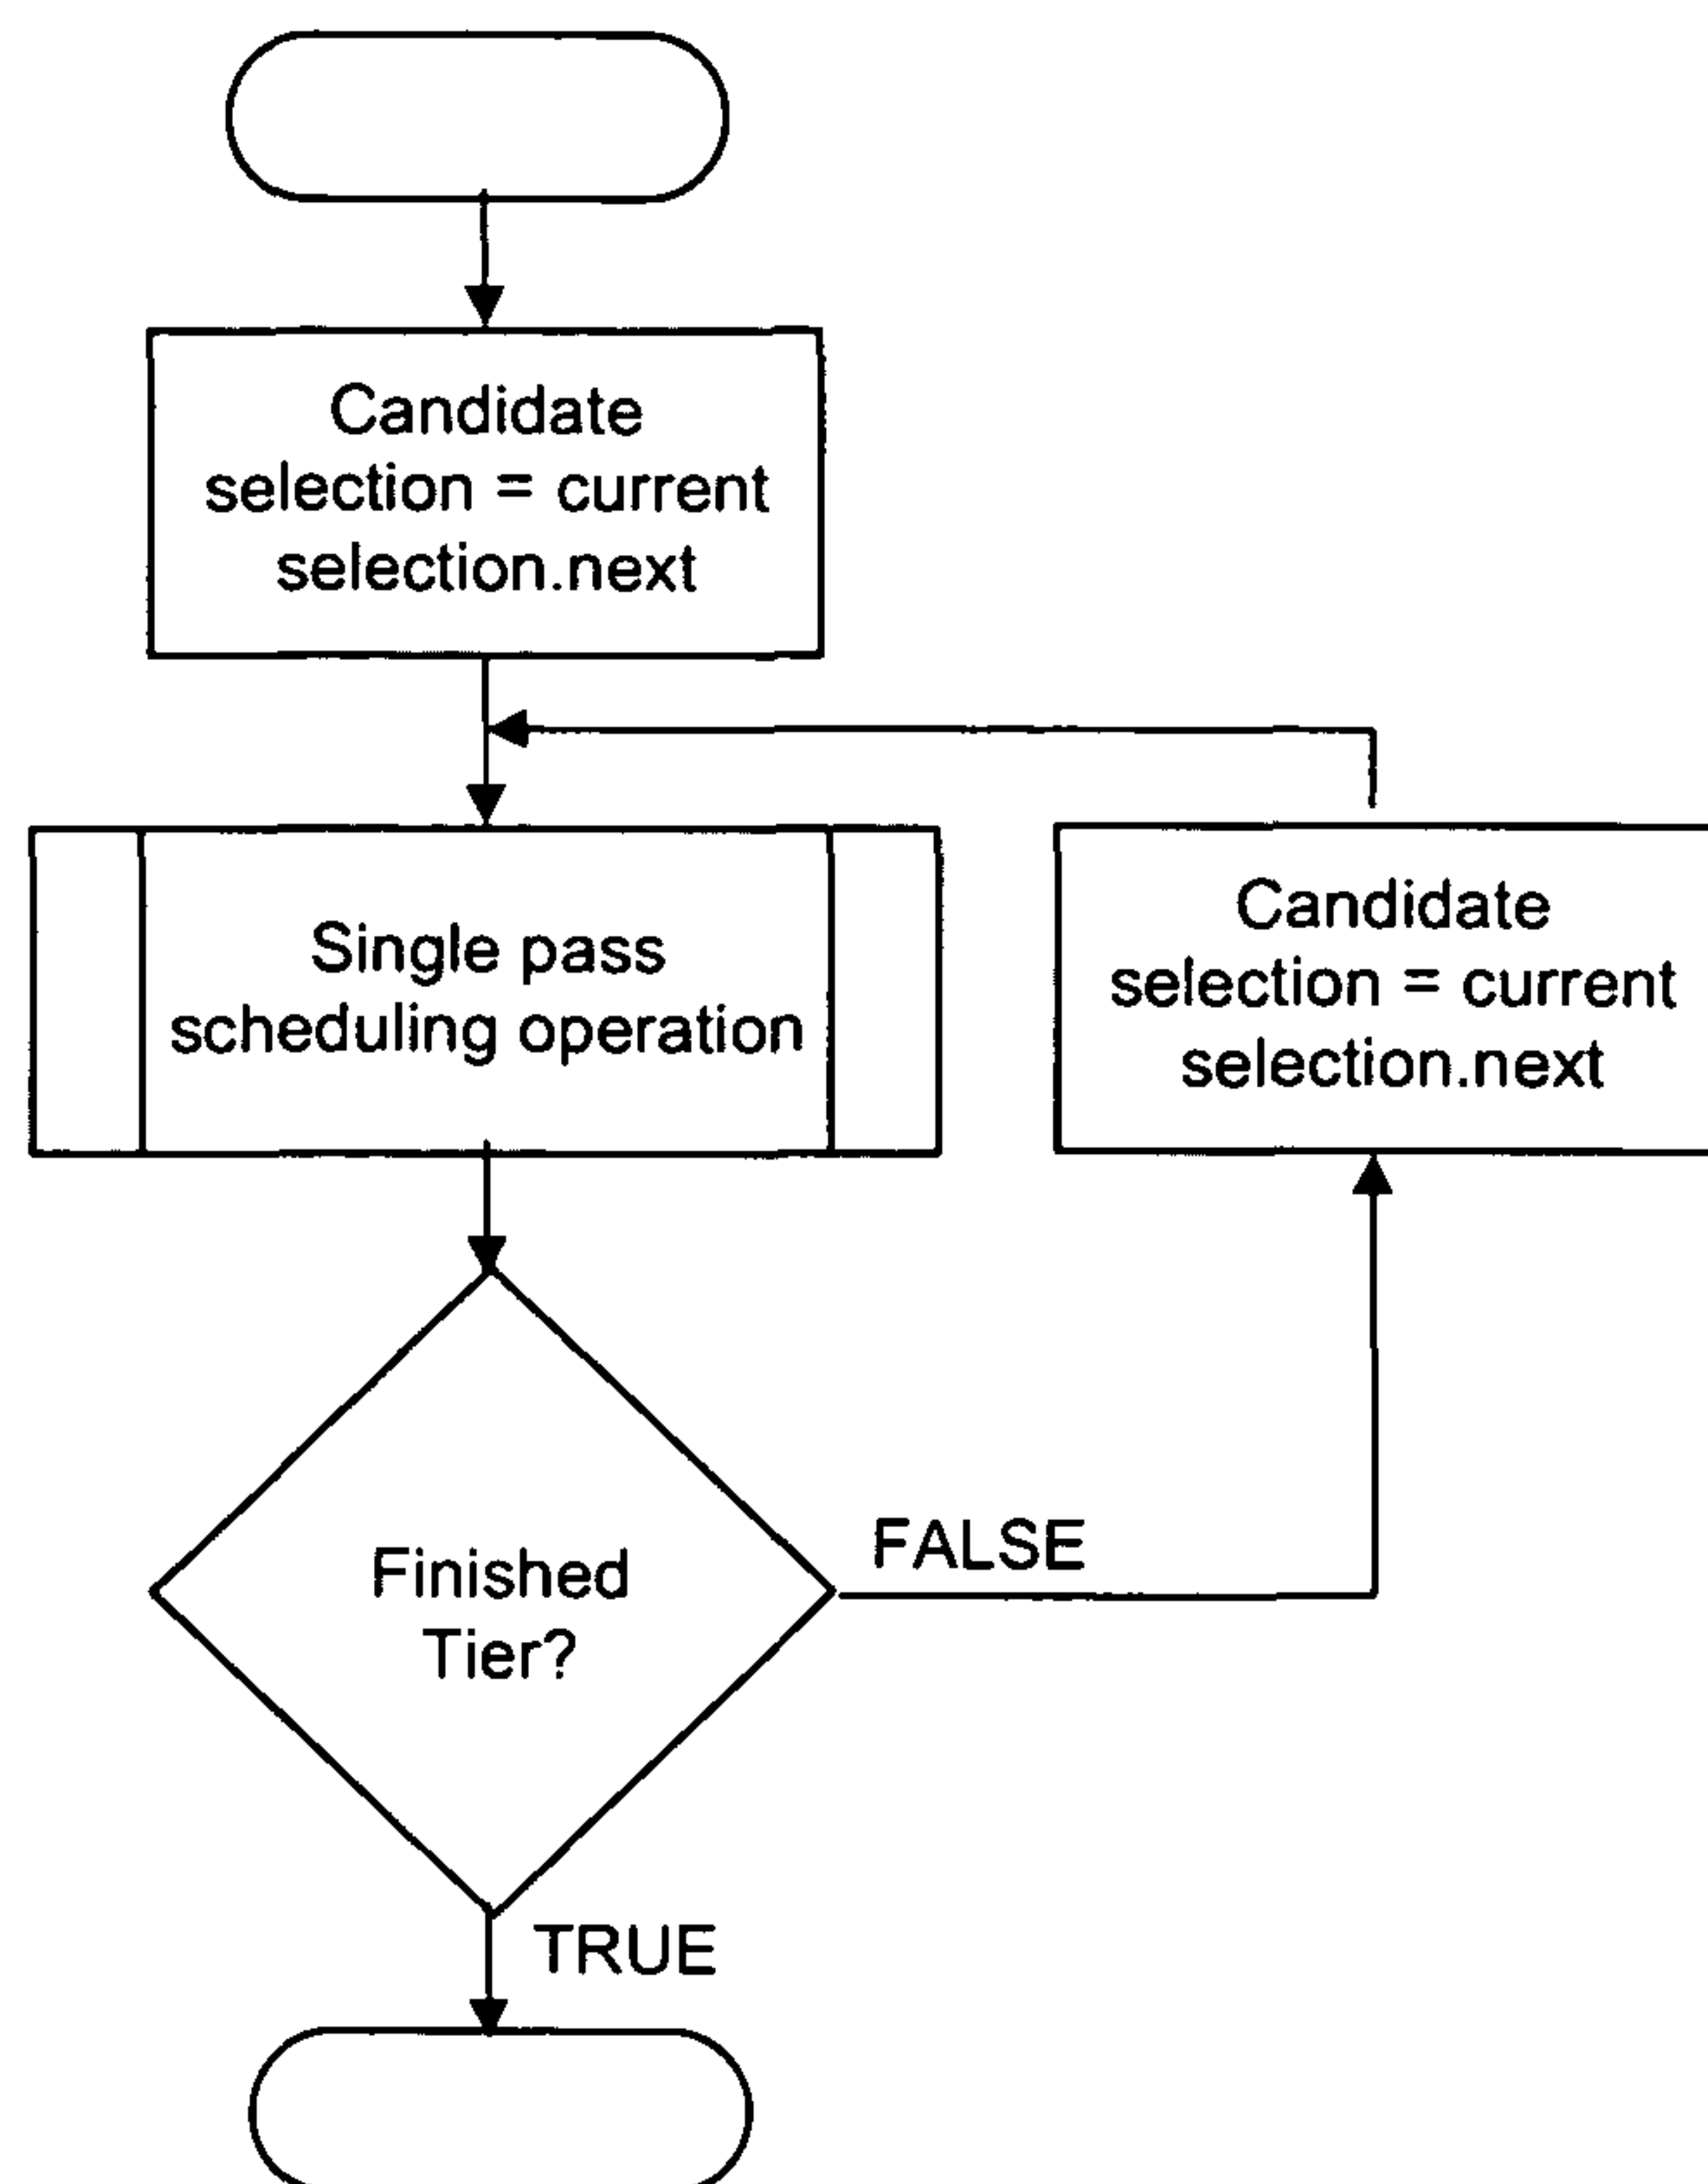 Candidate
selection = current
selection.next
Single pass
scheduling operation
Candidate
selection = current
selection.next
Finished
Tier?
FALSE
TRUE